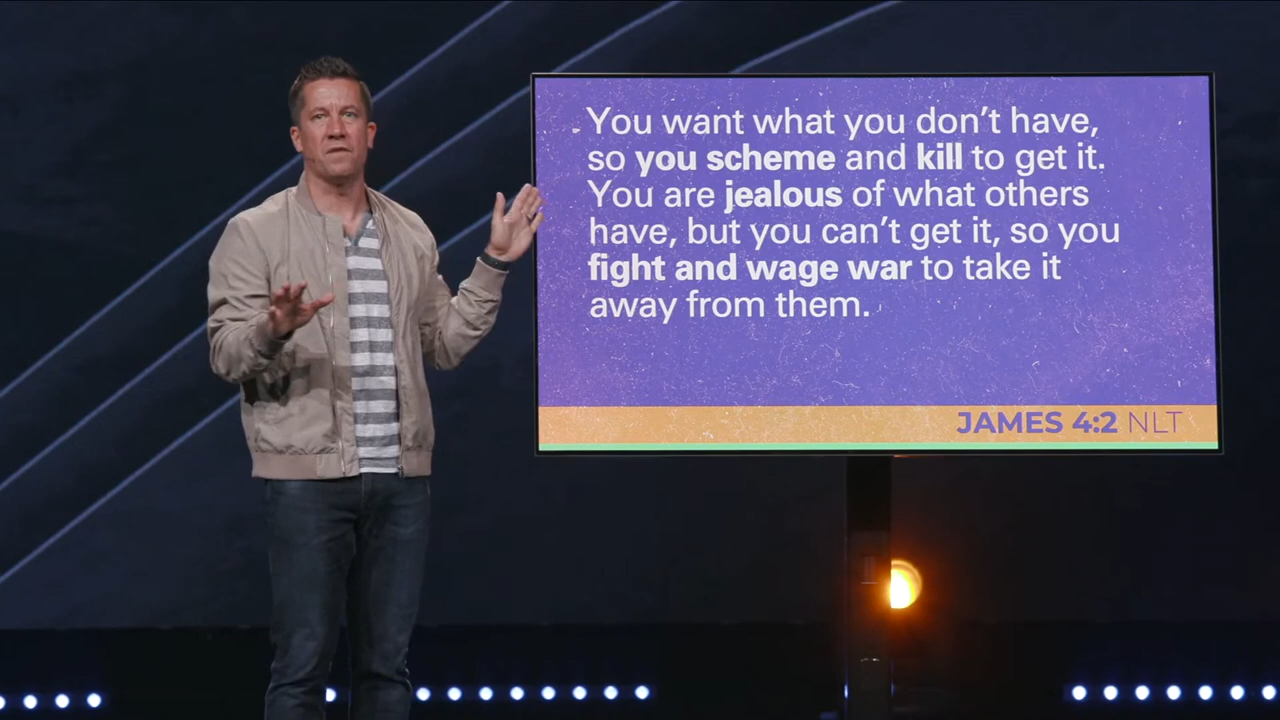 You want what you don't have,
so you scheme and kill to get it.
You are jealous of what others
have, but you can't get it, so you
fight and wage war to take it
away from them.
JAMES 4:2 NLT